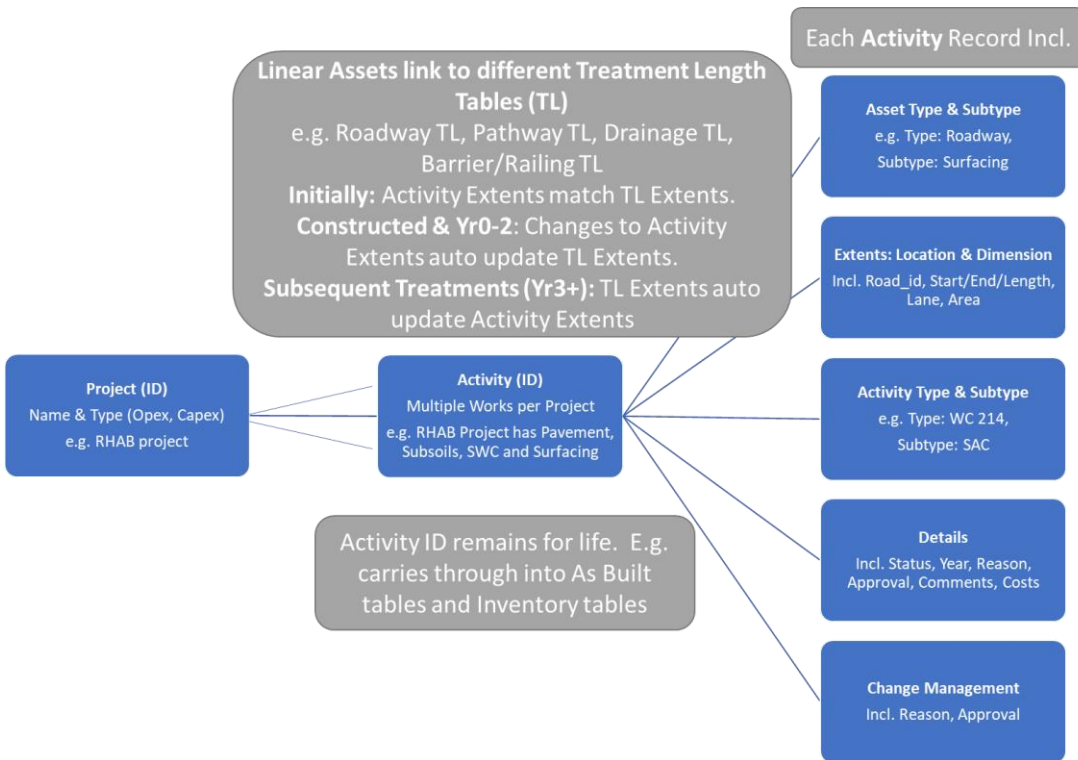 Each Activity Record Incl.
Linear Assets link to different Treatment Length
Tables (TL)
e.g. Roadway TL, Pathway TL, Drainage TL,
Barrier/Railing TL
Initially: Activity Extents match TL Extents.
Constructed & Yr0-2: Changes to Activity
Extents auto update TL Extents.
Subsequent Treatments (Yr3+): TL Extents auto
update Activity Extents
Project (ID)
Name & Type (Opex, Capex)
e.g. RHAB project
Activity (ID)
Multiple Works per Project
e.g. RHAB Project has Pavement,
Subsoils, SWC and Surfacing
Activity ID remains for life. E.g.
carries through into As Built
tables and Inventory tables
Asset Type & Subtype
e.g. Type: Roadway,
Subtype: Surfacing
Extents: Location & Dimension
Incl. Road_id, Start/End/Length,
Lane, Area
Activity Type & Subtype
e.g. Type: WC 214,
Subtype: SAC
Details
Incl. Status, Year, Reason,
Approval, Comments, Costs
Change Management
Incl. Reason, Approval